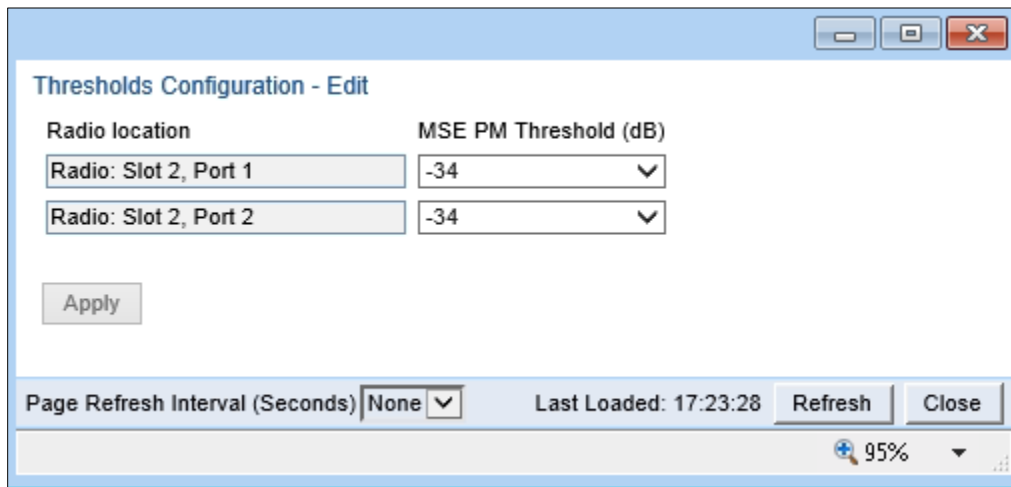 Thresholds Configuration - Edit
Radio location MSE PM Threshold (dB)
Radio: Slot 2, Port 1 -34
Radio: Slot 2, Port 2 -34
Apply
Page Refresh Interval (Seconds) None Last Loaded: 17:23:28 Refresh Close
95%